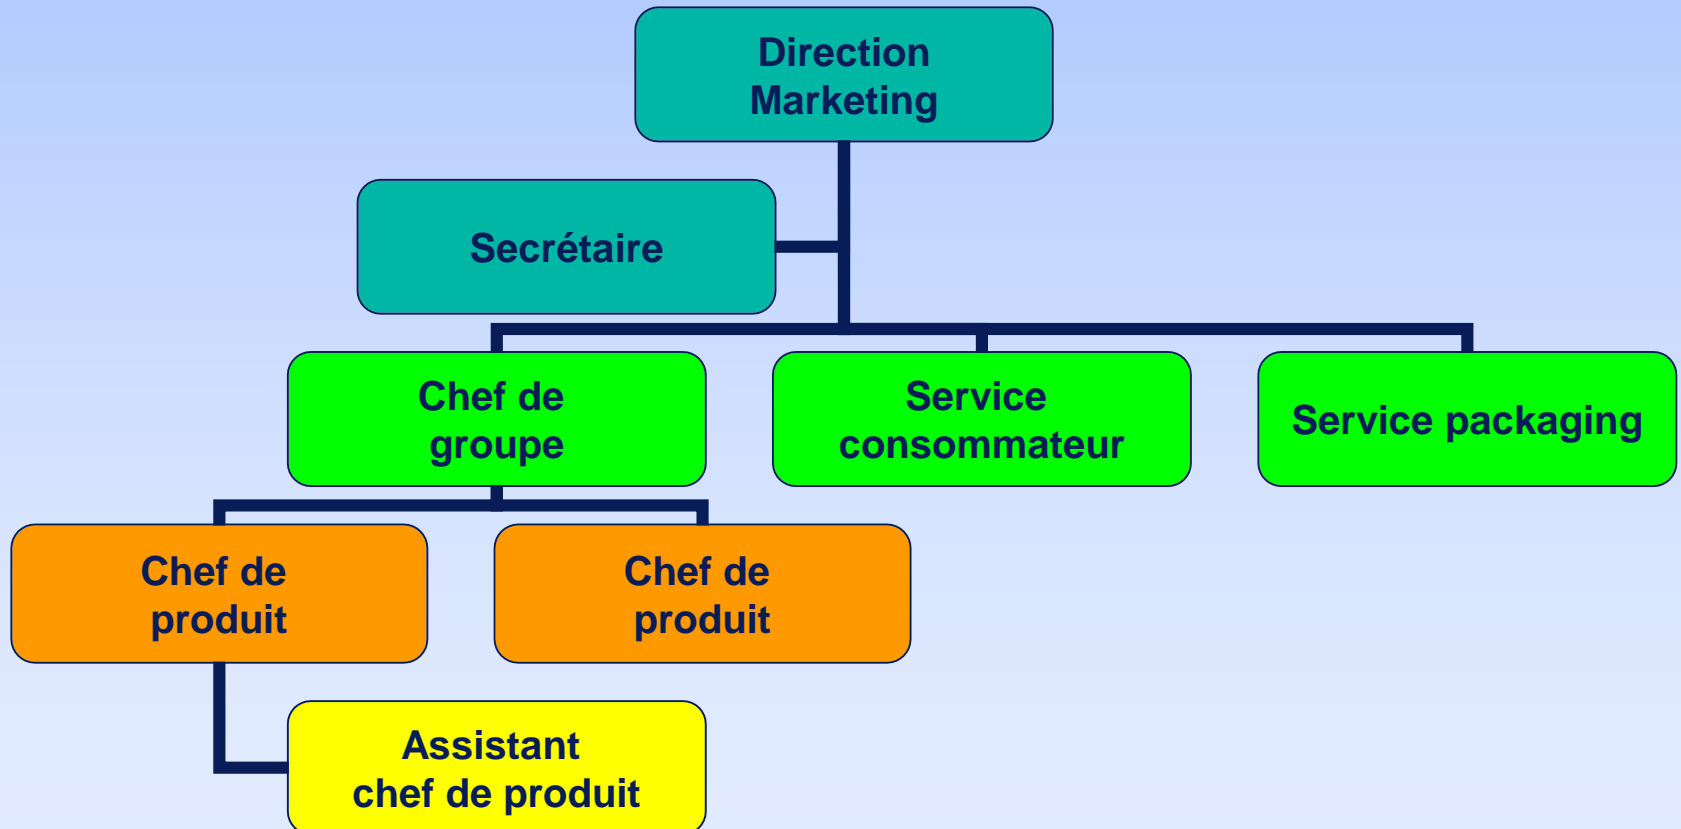 Direction
Marketing
Secrétaire
Chef de
groupe
Service
consommateur
Service packaging
Chef de
produit
Chef de
produit
Assistant
chef de produit